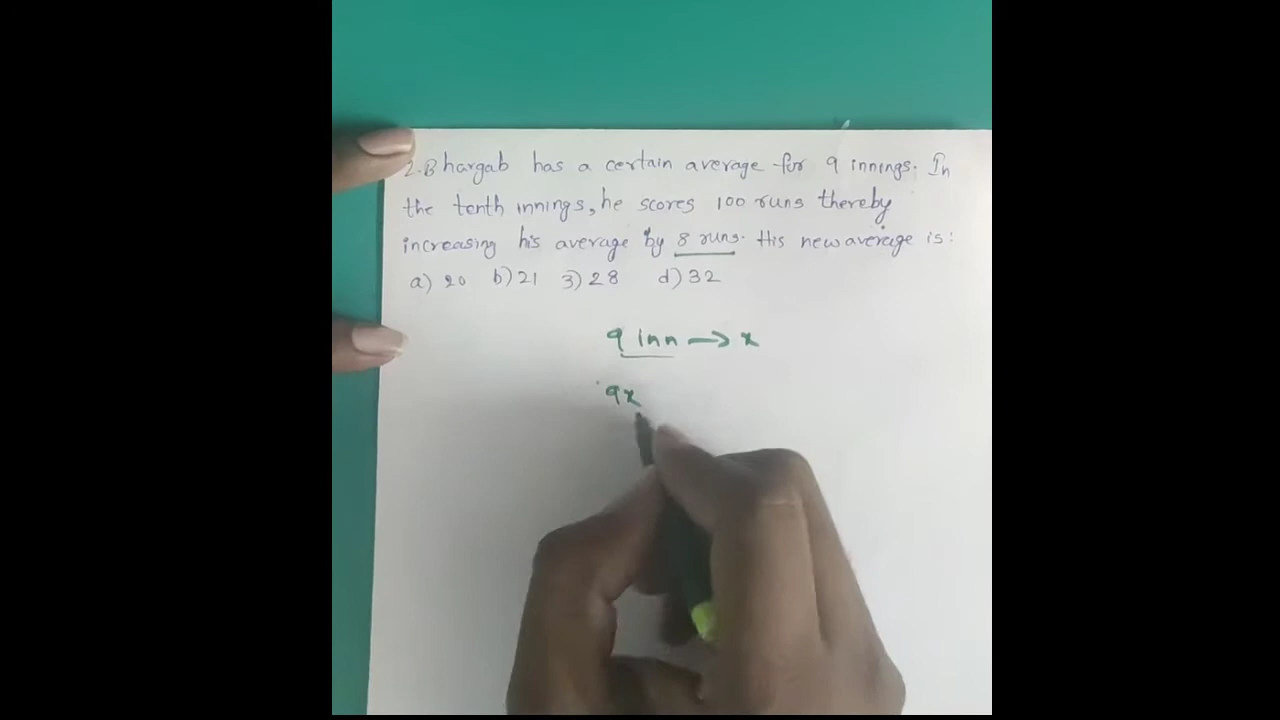 2. Bhargab has a certain average for 9 innings. In
the tenth innings, he scores 100 runs thereby
increasing his average by 8 runs. His new average is:
a) 20 b) 21 3) 28 d) 32
9 inn → x
9x